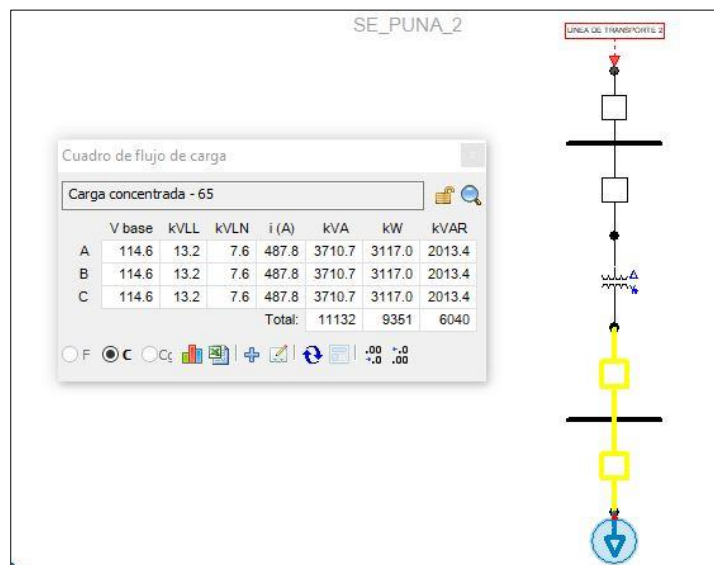 SE_PUNA_2
LINEA DE TRANSPORTE 2
Cuadro de flujo de carga
Carga concentrada - 65
V base kVLL kVLN i (A) kVA kW kVAR
A 114.6 13.2 7.6 487.8 3710.7 3117.0 2013.4
B 114.6 13.2 7.6 487.8 3710.7 3117.0 2013.4
C 114.6 13.2 7.6 487.8 3710.7 3117.0 2013.4
Total: 11132 9351 6040
F C Cç .00 .0 .0 .00